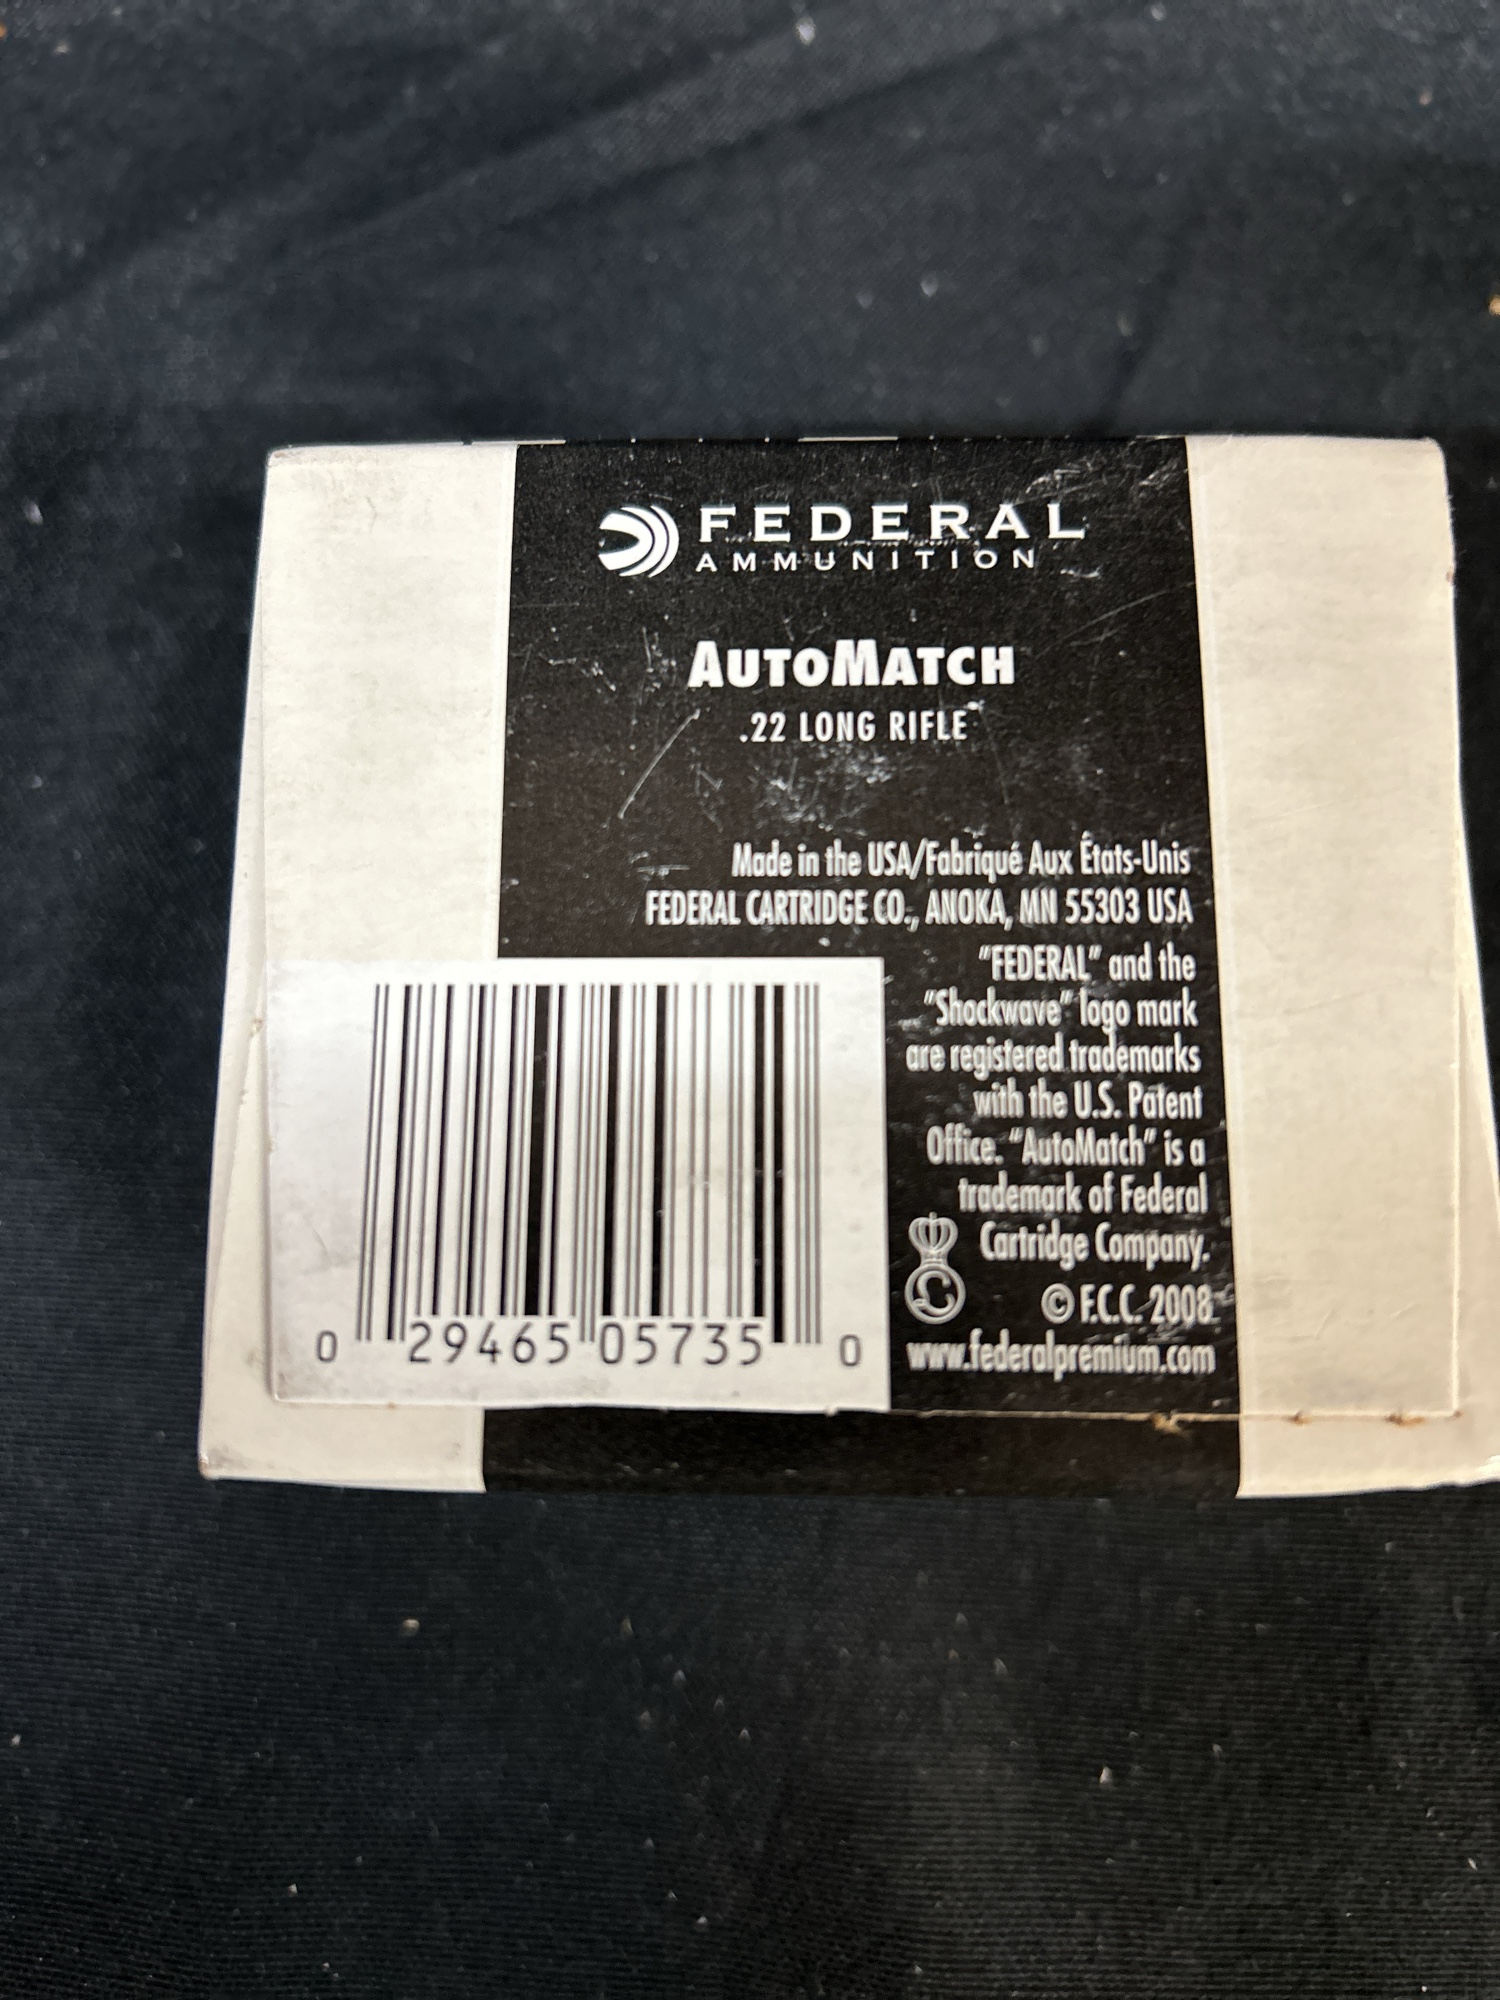 FEDERAL
AMMUNITION
AUTOMATCH
.22 LONG RIFLE
Made in the USA/Fabriqué Aux États-Unis
FEDERAL CARTRIDGE CO., ANOKA, MN 55303 USA
"FEDERAL" and the
"Shockwave" logo mark
are registered trademarks
with the U.S. Patent
Office. "AutoMatch" is a
trademark of Federal
Cartridge Company.
© F.C.C. 2008
www.federalpremium.com
0 29465 05735 0